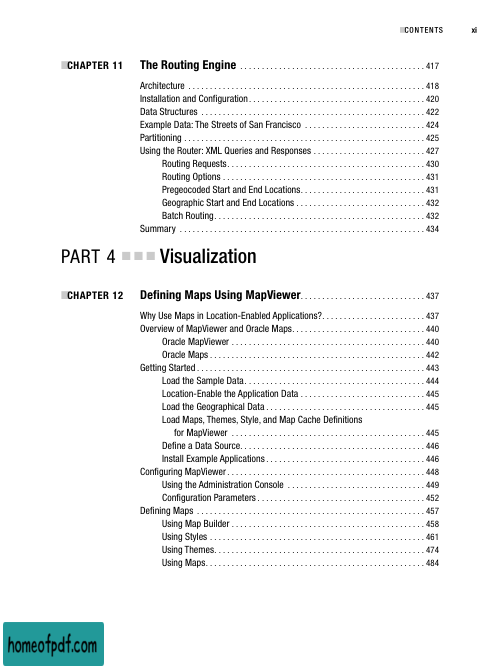 ■CONTENTS xi
■CHAPTER 11 The Routing Engine . . . . . . . . . . . . . . . . . . . . . . . . . . . . . . . . . . . . . . . . . . . 417
Architecture . . . . . . . . . . . . . . . . . . . . . . . . . . . . . . . . . . . . . . . . . . . . . . . . . . . . . . . 418
Installation and Configuration . . . . . . . . . . . . . . . . . . . . . . . . . . . . . . . . . . . . . . . . . 420
Data Structures . . . . . . . . . . . . . . . . . . . . . . . . . . . . . . . . . . . . . . . . . . . . . . . . . . . . 422
Example Data: The Streets of San Francisco . . . . . . . . . . . . . . . . . . . . . . . . . . . . 424
Partitioning . . . . . . . . . . . . . . . . . . . . . . . . . . . . . . . . . . . . . . . . . . . . . . . . . . . . . . . . 425
Using the Router: XML Queries and Responses . . . . . . . . . . . . . . . . . . . . . . . . . . 427
Routing Requests . . . . . . . . . . . . . . . . . . . . . . . . . . . . . . . . . . . . . . . . . . . . . . 430
Routing Options . . . . . . . . . . . . . . . . . . . . . . . . . . . . . . . . . . . . . . . . . . . . . . . 431
Pregeocoded Start and End Locations . . . . . . . . . . . . . . . . . . . . . . . . . . . . . 431
Geographic Start and End Locations . . . . . . . . . . . . . . . . . . . . . . . . . . . . . . 432
Batch Routing . . . . . . . . . . . . . . . . . . . . . . . . . . . . . . . . . . . . . . . . . . . . . . . . . 432
Summary . . . . . . . . . . . . . . . . . . . . . . . . . . . . . . . . . . . . . . . . . . . . . . . . . . . . . . . . . 434
PART 4 ■ ■ ■ Visualization
■CHAPTER 12 Defining Maps Using MapViewer . . . . . . . . . . . . . . . . . . . . . . . . . . . . . 437
Why Use Maps in Location-Enabled Applications? . . . . . . . . . . . . . . . . . . . . . . . . 437
Overview of MapViewer and Oracle Maps . . . . . . . . . . . . . . . . . . . . . . . . . . . . . . . 440
Oracle MapViewer . . . . . . . . . . . . . . . . . . . . . . . . . . . . . . . . . . . . . . . . . . . . . 440
Oracle Maps . . . . . . . . . . . . . . . . . . . . . . . . . . . . . . . . . . . . . . . . . . . . . . . . . . 442
Getting Started . . . . . . . . . . . . . . . . . . . . . . . . . . . . . . . . . . . . . . . . . . . . . . . . . . . . . 443
Load the Sample Data . . . . . . . . . . . . . . . . . . . . . . . . . . . . . . . . . . . . . . . . . . 444
Location-Enable the Application Data . . . . . . . . . . . . . . . . . . . . . . . . . . . . . 445
Load the Geographical Data . . . . . . . . . . . . . . . . . . . . . . . . . . . . . . . . . . . . . 445
Load Maps, Themes, Style, and Map Cache Definitions
for MapViewer . . . . . . . . . . . . . . . . . . . . . . . . . . . . . . . . . . . . . . . . . . . . . 445
Define a Data Source . . . . . . . . . . . . . . . . . . . . . . . . . . . . . . . . . . . . . . . . . . . 446
Install Example Applications . . . . . . . . . . . . . . . . . . . . . . . . . . . . . . . . . . . . . 446
Configuring MapViewer . . . . . . . . . . . . . . . . . . . . . . . . . . . . . . . . . . . . . . . . . . . . . . 448
Using the Administration Console . . . . . . . . . . . . . . . . . . . . . . . . . . . . . . . . 449
Configuration Parameters . . . . . . . . . . . . . . . . . . . . . . . . . . . . . . . . . . . . . . . 452
Defining Maps . . . . . . . . . . . . . . . . . . . . . . . . . . . . . . . . . . . . . . . . . . . . . . . . . . . . . 457
Using Map Builder . . . . . . . . . . . . . . . . . . . . . . . . . . . . . . . . . . . . . . . . . . . . . 458
Using Styles . . . . . . . . . . . . . . . . . . . . . . . . . . . . . . . . . . . . . . . . . . . . . . . . . . 461
Using Themes . . . . . . . . . . . . . . . . . . . . . . . . . . . . . . . . . . . . . . . . . . . . . . . . . 474
Using Maps . . . . . . . . . . . . . . . . . . . . . . . . . . . . . . . . . . . . . . . . . . . . . . . . . . . 484
homeofpdf.com